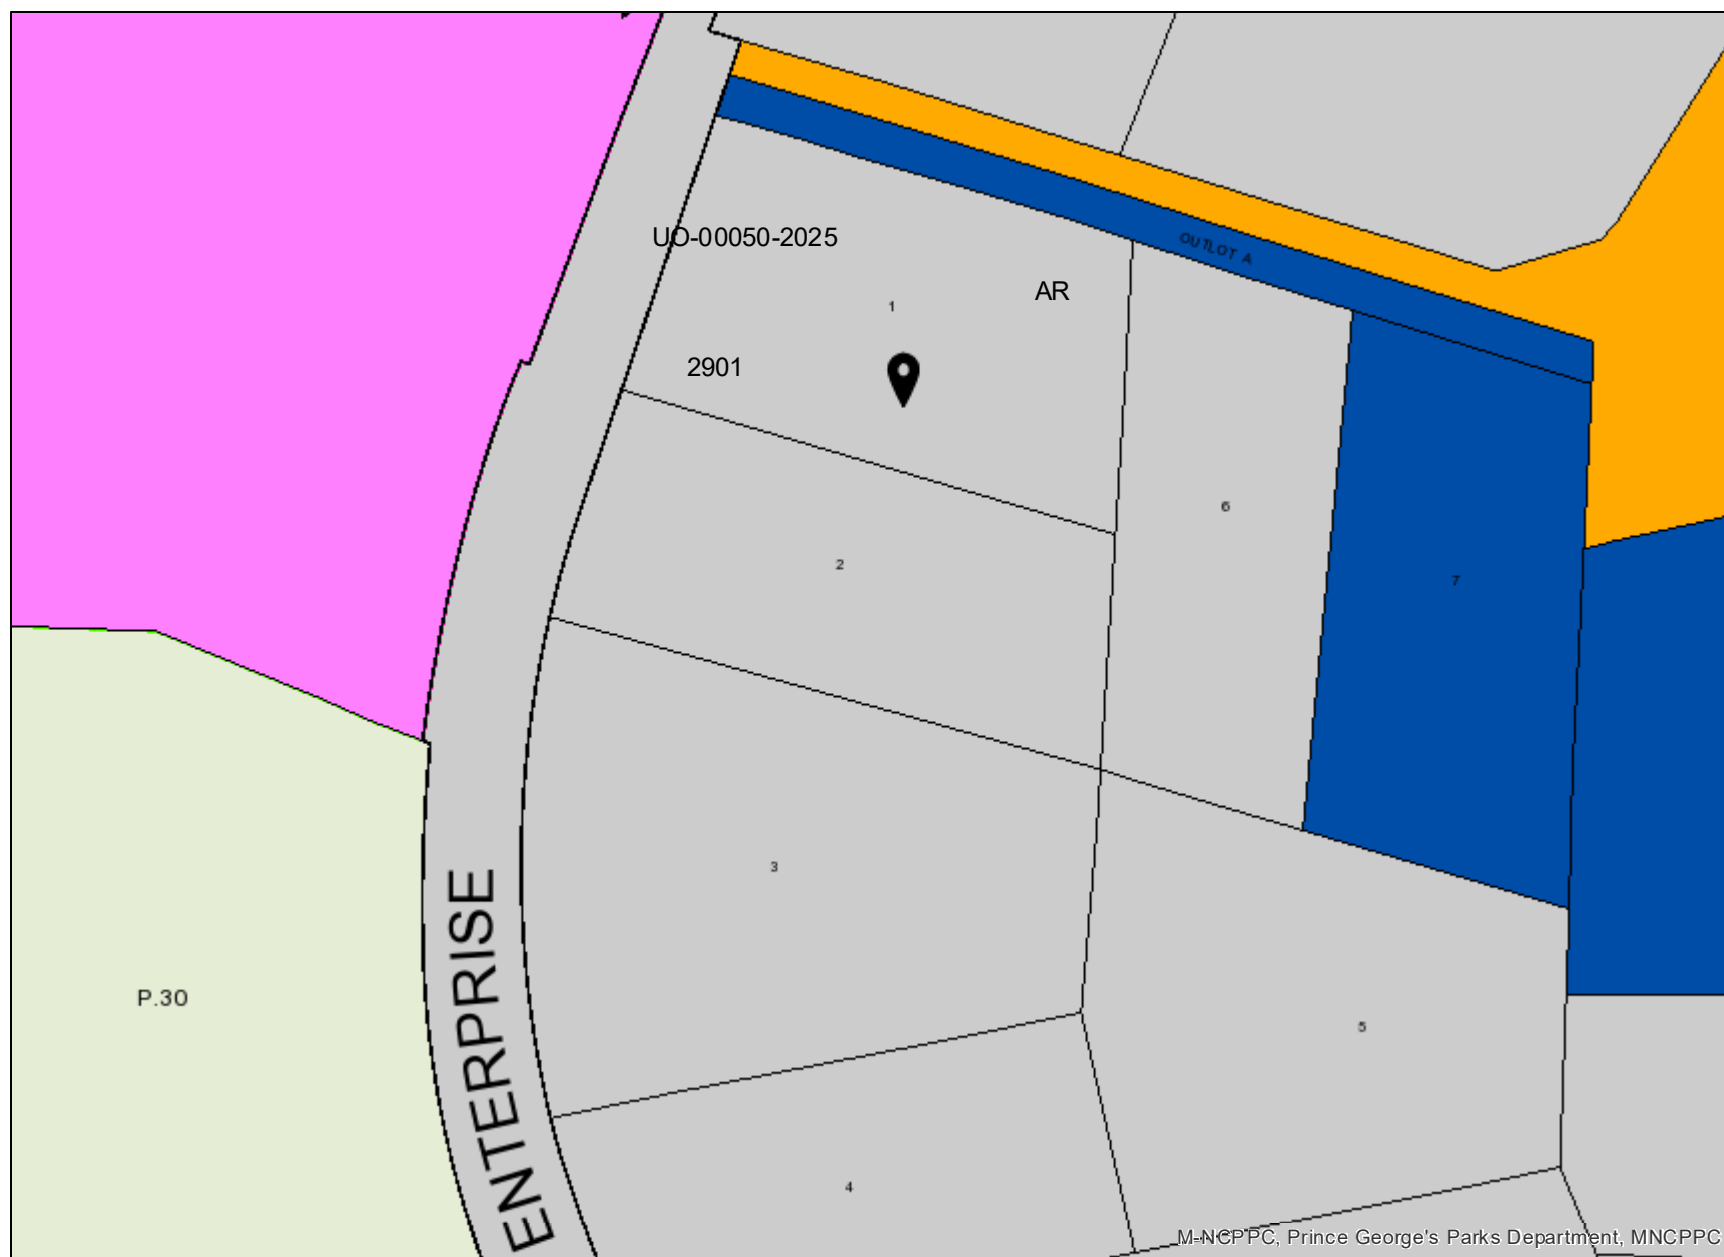 UO-00050-2025
OUTLOT A
AR
1
2901
6
2
7
3
P.30
5
ENTERPRISE
4
M-NCPPC, Prince George's Parks Department, MNCPPC